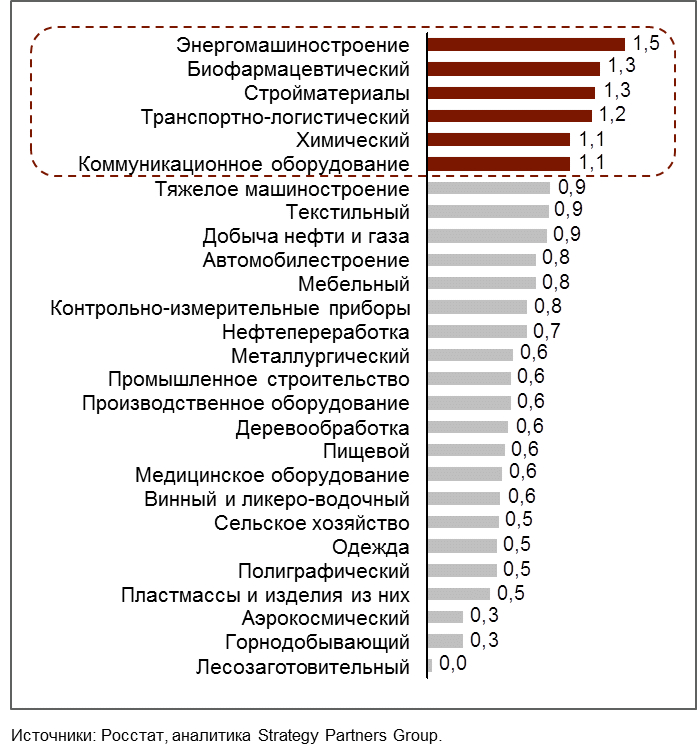 Энергомашиностроение 1,5
Биофармацевтический 1,3
Стройматериалы 1,3
Транспортно-логистический 1,2
Химический 1,1
Коммуникационное оборудование 1,1
Тяжелое машиностроение 0,9
Текстильный 0,9
Добыча нефти и газа 0,9
Автомобилестроение 0,8
Мебельный 0,8
Контрольно-измерительные приборы 0,8
Нефтепереработка 0,7
Металлургический 0,6
Промышленное строительство 0,6
Производственное оборудование 0,6
Деревообработка 0,6
Пищевой 0,6
Медицинское оборудование 0,6
Винный и ликеро-водочный 0,6
Сельское хозяйство 0,5
Одежда 0,5
Полиграфический 0,5
Пластмассы и изделия из них 0,5
Аэрокосмический 0,3
Горнодобывающий 0,3
Лесозаготовительный 0,0
Источники: Росстат, аналитика Strategy Partners Group.